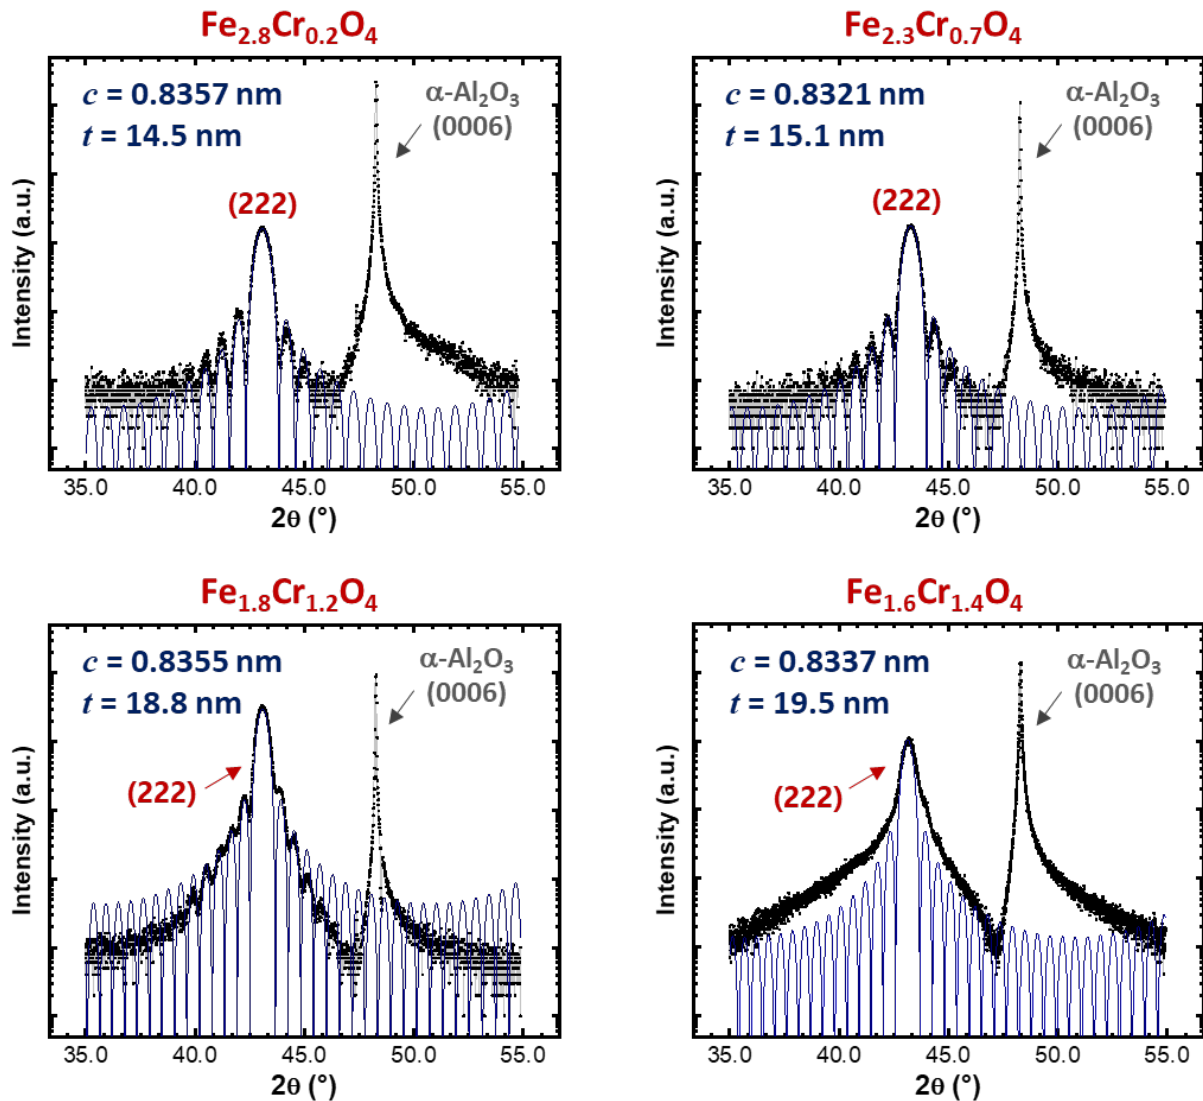 Fe2.8Cr0.2O4
c = 0.8357 nm
t = 14.5 nm
α-Al2O3
(0006)
(222)
Intensity (a.u.)
35.0 40.0 45.0 50.0 55.0
2θ (°)
Fe2.3Cr0.7O4
c = 0.8321 nm
t = 15.1 nm
α-Al2O3
(0006)
(222)
Intensity (a.u.)
35.0 40.0 45.0 50.0 55.0
2θ (°)
Fe1.8Cr1.2O4
c = 0.8355 nm
t = 18.8 nm
α-Al2O3
(0006)
(222)
Intensity (a.u.)
35.0 40.0 45.0 50.0 55.0
2θ (°)
Fe1.6Cr1.4O4
c = 0.8337 nm
t = 19.5 nm
α-Al2O3
(0006)
(222)
Intensity (a.u.)
35.0 40.0 45.0 50.0 55.0
2θ (°)